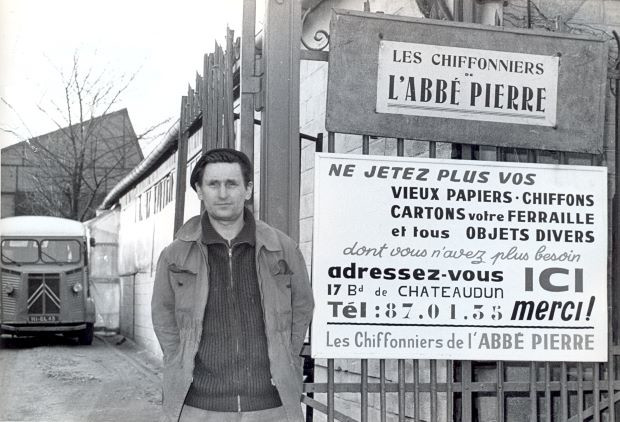 LES CHIFFONNIERS
DE
L'ABBÉ PIERRE
NE JETEZ PLUS VOS
VIEUX PAPIERS · CHIFFONS
CARTONS votre FERRAILLE
et tous OBJETS DIVERS
dont vous n'avez plus besoin
adressez-vous ICI
17 Bd de CHATEAUDUN
Tél : 87.01.35 merci!
Les Chiffonniers de l'ABBÉ PIERRE